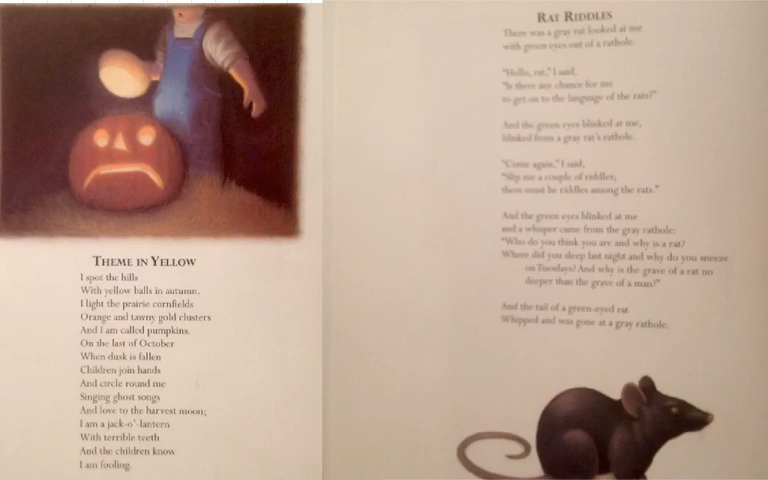 THEME IN YELLOW
I spot the hills
With yellow balls in autumn.
I light the prairie cornfields
Orange and tawny gold clusters
And I am called pumpkins.
On the last of October
When dusk is fallen
Children join hands
And circle round me
Singing ghost songs
And love to the harvest moon;
I am a jack-o'-lantern
With terrible teeth
And the children know
I am fooling.
RAT RIDDLES
There was a gray rat looked at me
with green eyes out of a rathole.
"Hello, rat," I said,
"Is there any chance for me
to get on to the language of the rats?"
And the green eyes blinked at me,
blinked from a gray rat's rathole.
"Come again," I said,
"Slip me a couple of riddles;
there must be riddles among the rats."
And the green eyes blinked at me
and a whisper came from the gray rathole:
"Who do you think you are and why is a rat?
Where did you sleep last night and why do you sneeze
on Tuesdays? And why is the grave of a rat no
deeper than the grave of a man?"
And the tail of a green-eyed rat
Whipped and was gone at a gray rathole.